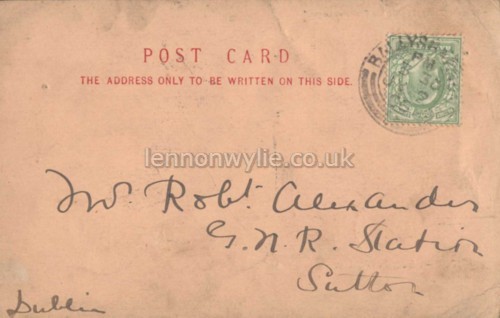 POST CARD
THE ADDRESS ONLY TO BE WRITTEN ON THIS SIDE.
lennonwylie.co.uk
Mr. Robt. Alexander
G.N.R. Station
Sutton
Dublin